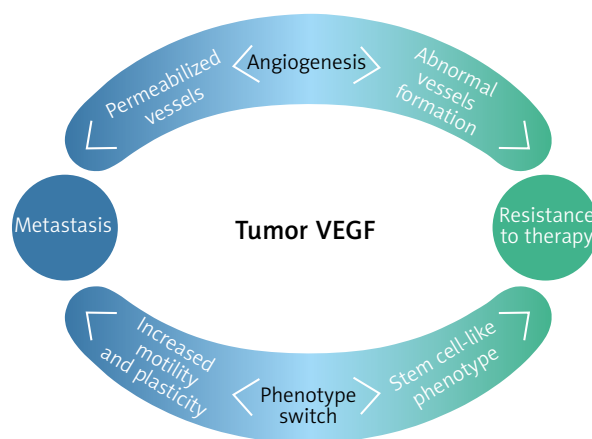 Permeabilized
vessels
Angiogenesis
Abnormal
vessels
formation
Metastasis
Tumor VEGF
Resistance
to therapy
Increased
motility
and plasticity
Phenotype
switch
Stem cell-like
phenotype